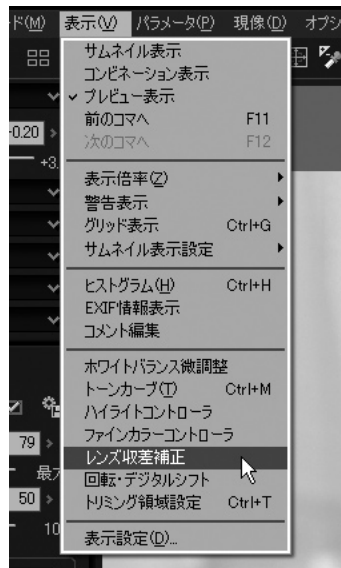 ド(M) 表示(V) パラメータ(P) 現像(D) オプシ
サムネイル表示
コンビネーション表示
プレビュー表示
前のコマへ F11
次のコマへ F12
表示倍率(Z)
警告表示
グリッド表示 Ctrl+G
サムネイル表示設定
ヒストグラム(H) Ctrl+H
EXIF情報表示
コメント編集
ホワイトバランス微調整
トーンカーブ(T) Ctrl+M
ハイライトコントローラ
ファインカラーコントローラ
レンズ収差補正
回転・デジタルシフト
トリミング領域設定 Ctrl+T
表示設定(D)...
-0.20
+3.
79
最大
50
10